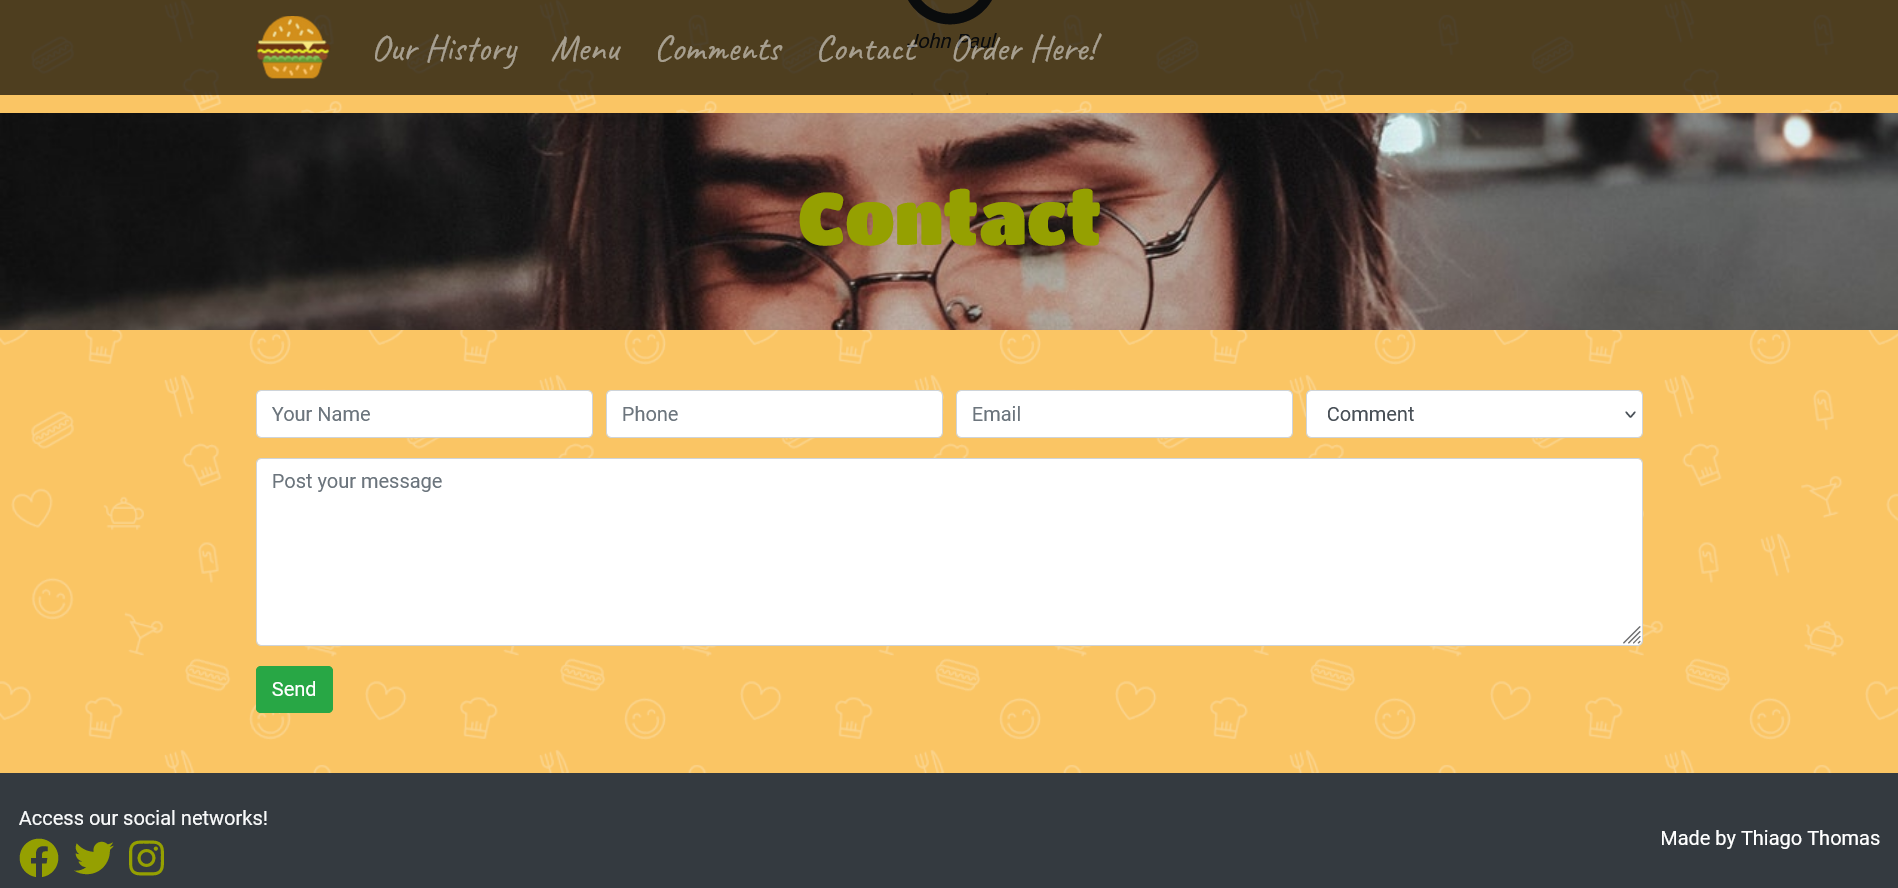 Our History Menu Comments Contact Order Here!
John Paul
Contact
Your Name Phone Email Comment
Post your message
Send
Access our social networks!
Made by Thiago Thomas